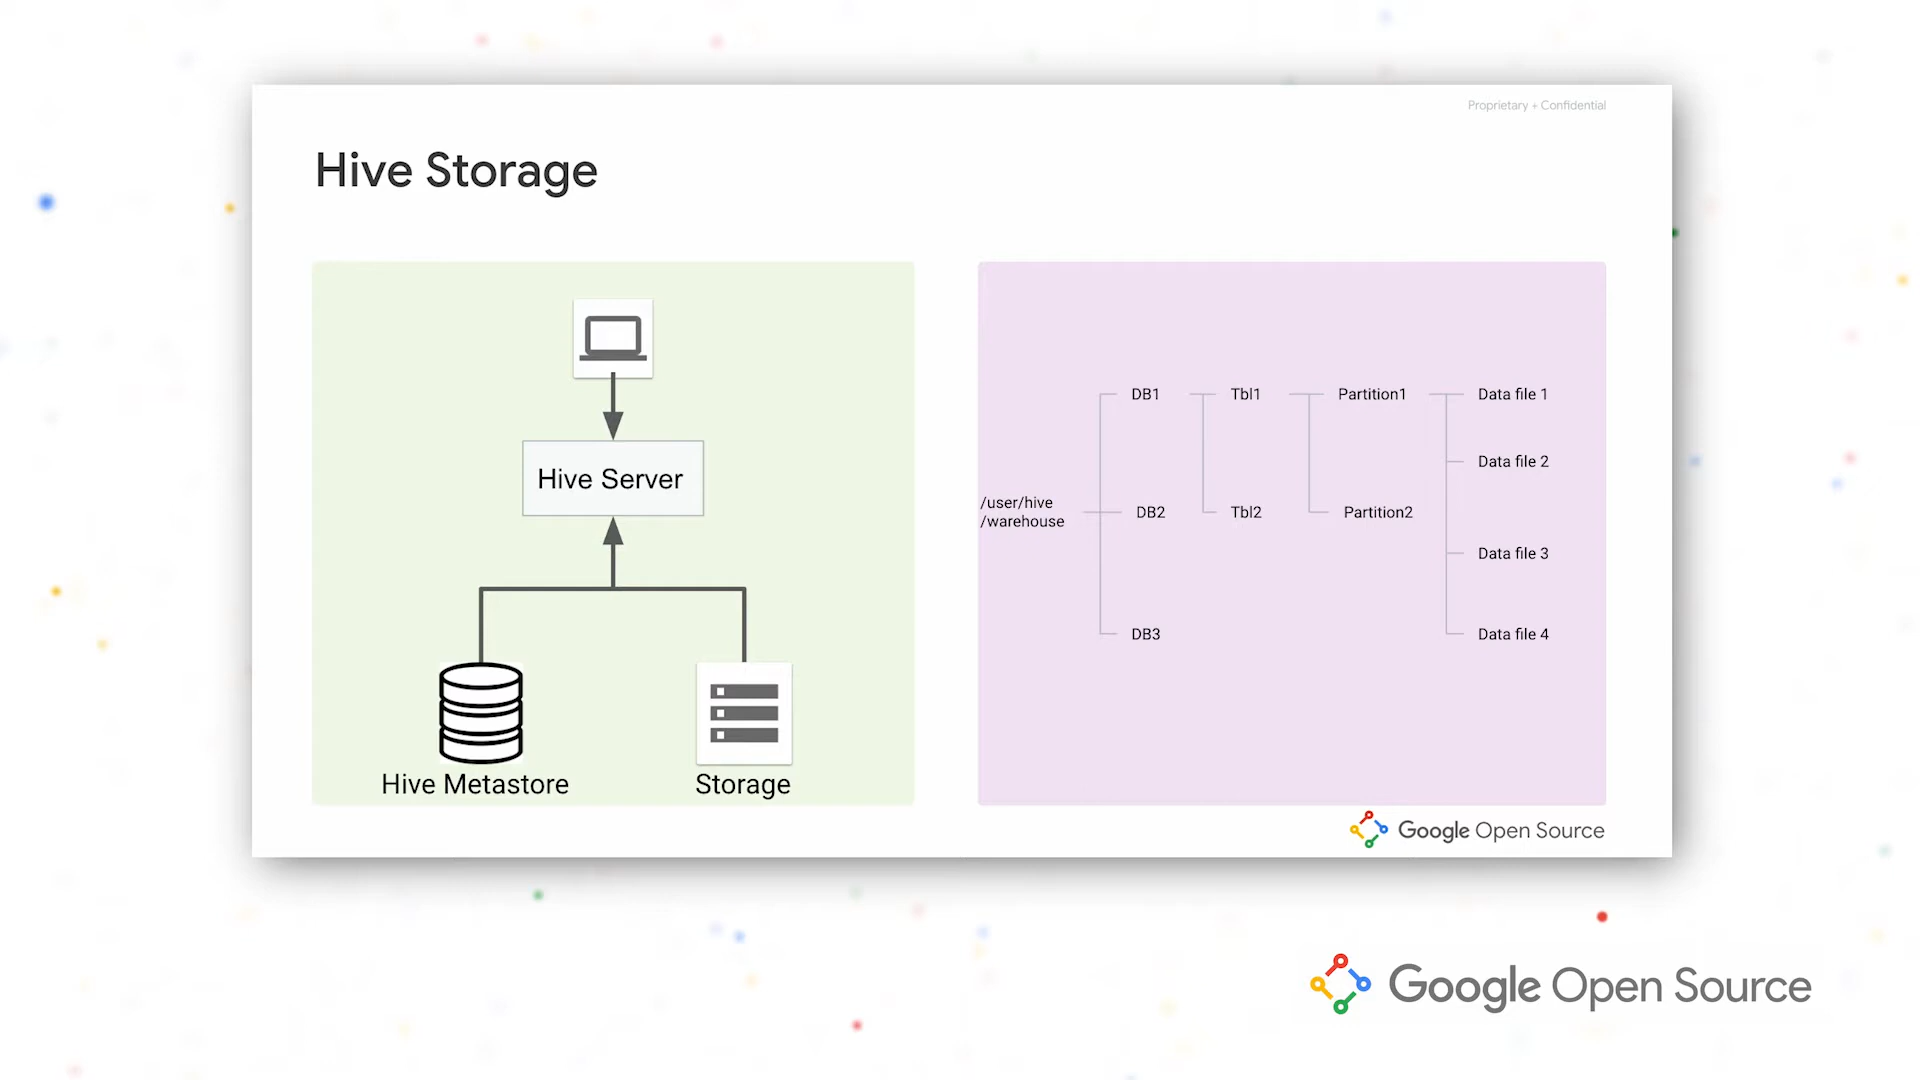 Proprietary + Confidential
Hive Storage
Hive Server
Hive Metastore
Storage
/user/hive
/warehouse
DB1
DB2
DB3
Tbl1
Tbl2
Partition1
Partition2
Data file 1
Data file 2
Data file 3
Data file 4
Google Open Source
Google Open Source